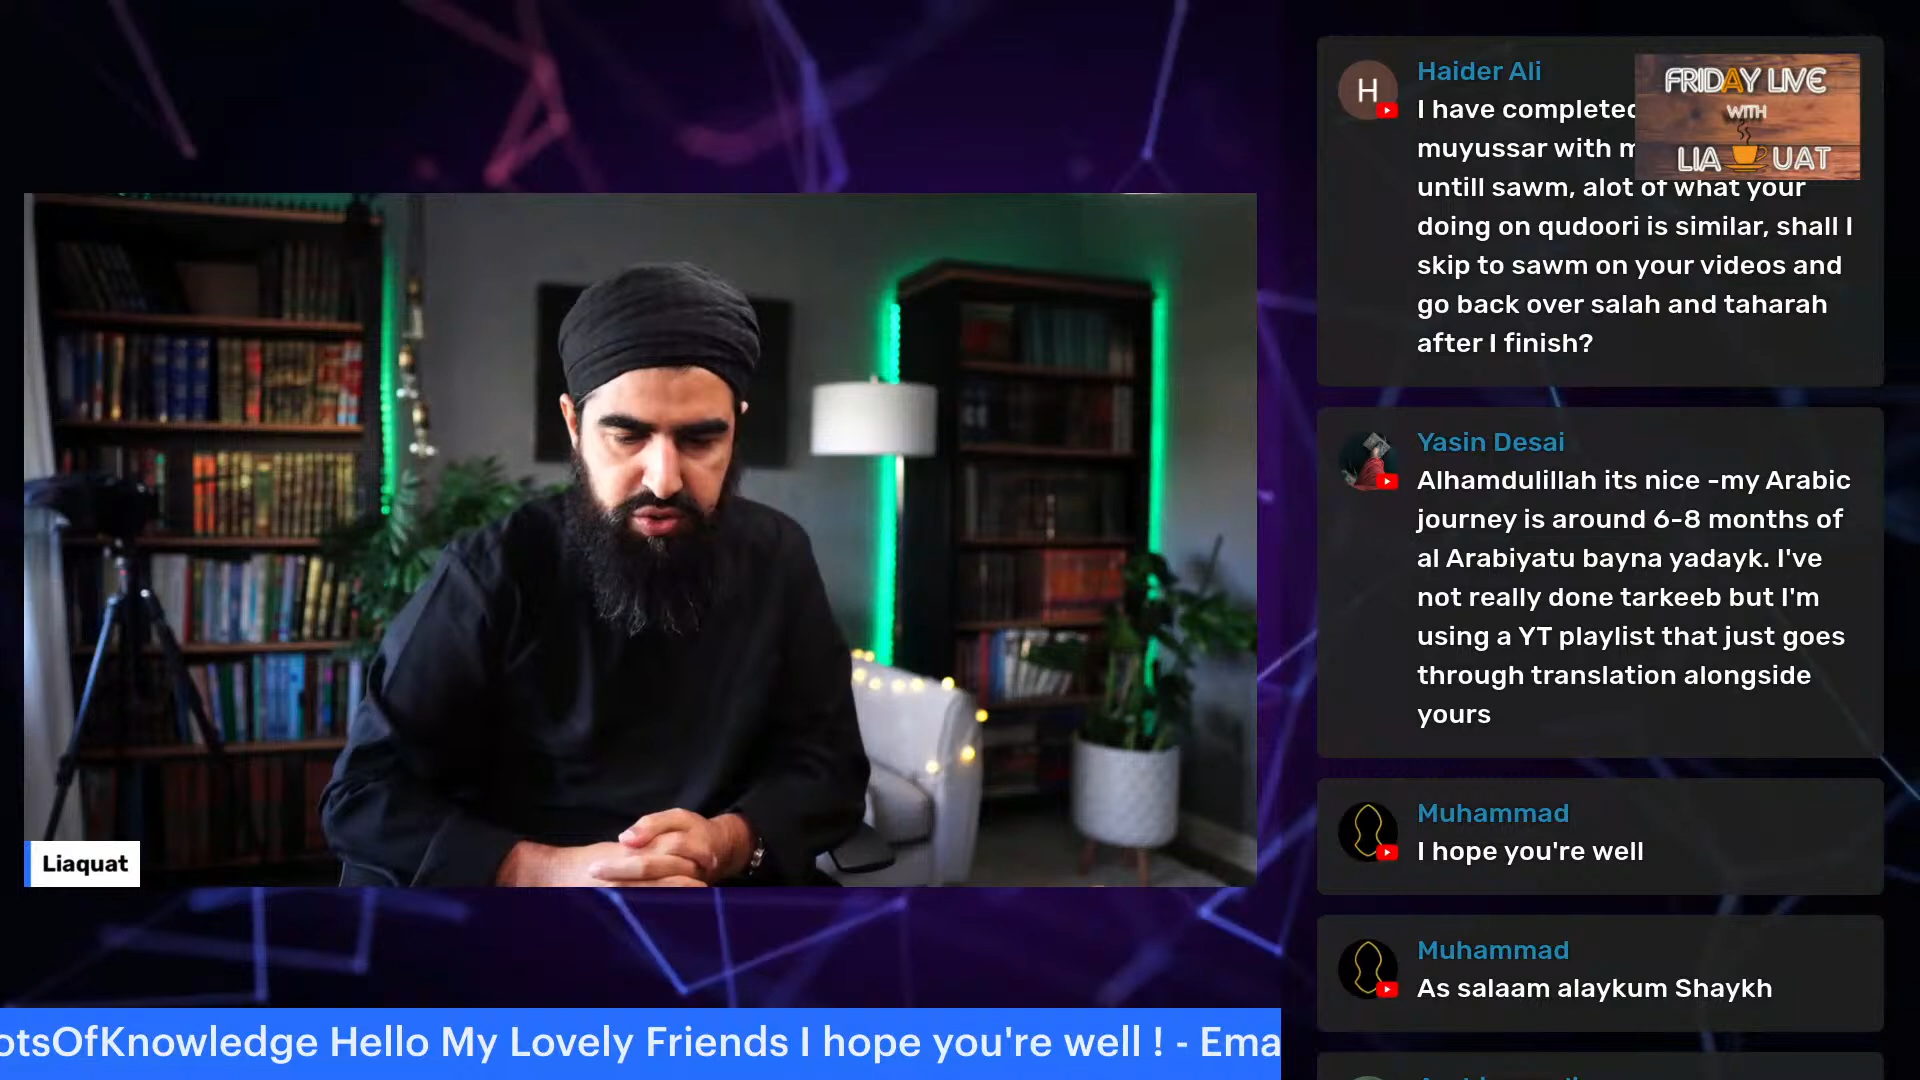 Haider Ali
H
I have completed
muyussar with
untill sawm, alot of what your
doing on qudoori is similar, shall I
skip to sawm on your videos and
go back over salah and taharah
after I finish?
FRIDAY LIVE
WITH
LIA UAT
Yasin Desai
Alhamdulillah its nice -my Arabic
journey is around 6-8 months of
al Arabiyatu bayna yadayk. I've
not really done tarkeeb but I'm
using a YT playlist that just goes
through translation alongside
yours
Muhammad
I hope you're well
Muhammad
As salaam alaykum Shaykh
Liaquat
otsOfKnowledge Hello My Lovely Friends I hope you're well ! - Ema